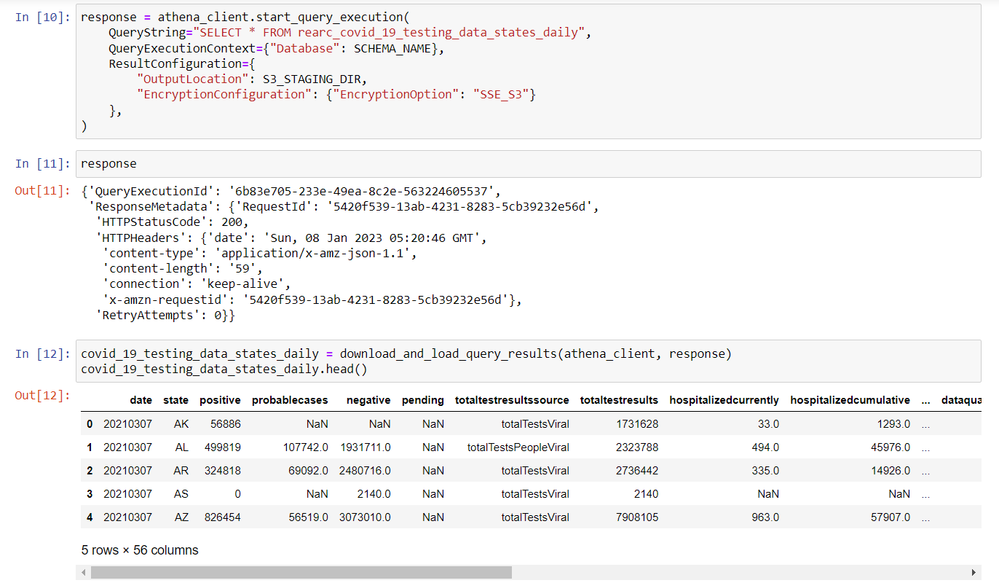 In [10]: response = athena_client.start_query_execution(
    QueryString="SELECT * FROM rearc_covid_19_testing_data_states_daily",
    QueryExecutionContext={"Database": SCHEMA_NAME},
    ResultConfiguration={
        "OutputLocation": S3_STAGING_DIR,
        "EncryptionConfiguration": {"EncryptionOption": "SSE_S3"}
    },
)
In [11]: response
Out[11]: {'QueryExecutionId': '6b83e705-233e-49ea-8c2e-563224605537',
 'ResponseMetadata': {'RequestId': '5420f539-13ab-4231-8283-5cb39232e56d',
  'HTTPStatusCode': 200,
  'HTTPHeaders': {'date': 'Sun, 08 Jan 2023 05:20:46 GMT',
   'content-type': 'application/x-amz-json-1.1',
   'content-length': '59',
   'connection': 'keep-alive',
   'x-amzn-requestid': '5420f539-13ab-4231-8283-5cb39232e56d'},
  'RetryAttempts': 0}}
In [12]: covid_19_testing_data_states_daily = download_and_load_query_results(athena_client, response)
covid_19_testing_data_states_daily.head()
Out[12]:
date state positive probablecases negative pending totaltestresultssource totaltestresults hospitalizedcurrently hospitalizedcumulative ... dataqua
0 20210307 AK 56886 NaN NaN NaN totalTestsViral 1731628 33.0 1293.0 ...
1 20210307 AL 499819 107742.0 1931711.0 NaN totalTestsPeopleViral 2323788 494.0 45976.0 ...
2 20210307 AR 324818 69092.0 2480716.0 NaN totalTestsViral 2736442 335.0 14926.0 ...
3 20210307 AS 0 NaN 2140.0 NaN totalTestsViral 2140 NaN NaN ...
4 20210307 AZ 826454 56519.0 3073010.0 NaN totalTestsViral 7908105 963.0 57907.0 ...
5 rows × 56 columns